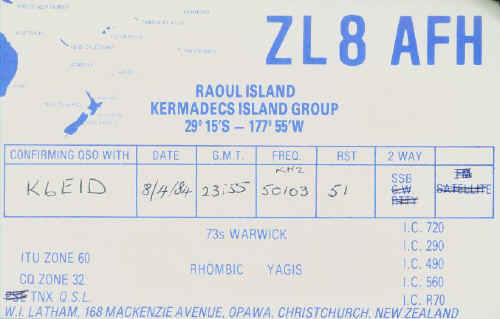 ZL8 AFH
RAOUL ISLAND
KERMADECS ISLAND GROUP
29° 15'S — 177° 55'W
CONFIRMING QSO WITH DATE G.M.T. FREQ. RST 2 WAY
K6EID 8/4/84 23:55 KHZ 50103 51 SSB
C.W.
RTTY
FM
SATELLITE
73s WARWICK
RHOMBIC YAGIS
ITU ZONE 60
CQ ZONE 32
PSE TNX Q.S.L.
I.C. 720
I.C. 290
I.C. 490
I.C. 560
I.C. R70
W.I. LATHAM, 168 MACKENZIE AVENUE, OPAWA, CHRISTCHURCH, NEW ZEALAND